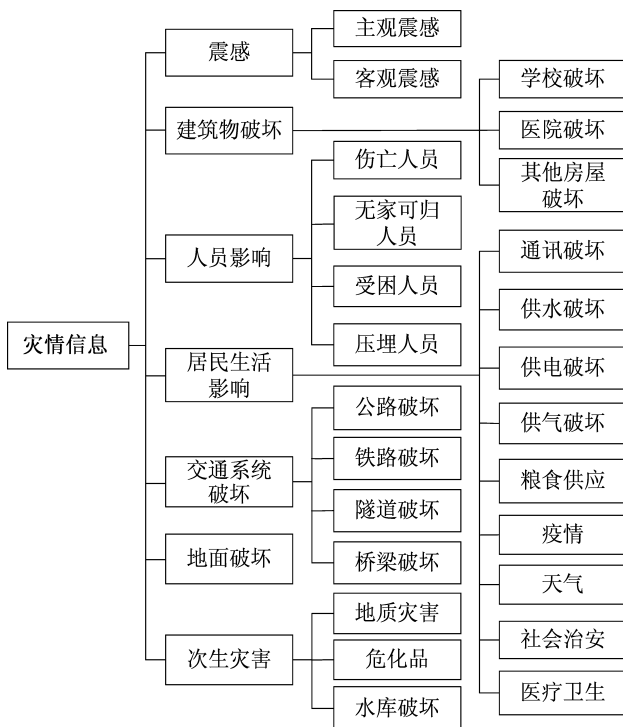 灾情信息
震感
主观震感
客观震感
建筑物破坏
学校破坏
医院破坏
其他房屋
破坏
人员影响
伤亡人员
无家可归
人员
受困人员
压埋人员
居民生活
影响
通讯破坏
供水破坏
供电破坏
供气破坏
粮食供应
疫情
天气
社会治安
医疗卫生
交通系统
破坏
公路破坏
铁路破坏
隧道破坏
桥梁破坏
地面破坏
次生灾害
地质灾害
危化品
水库破坏